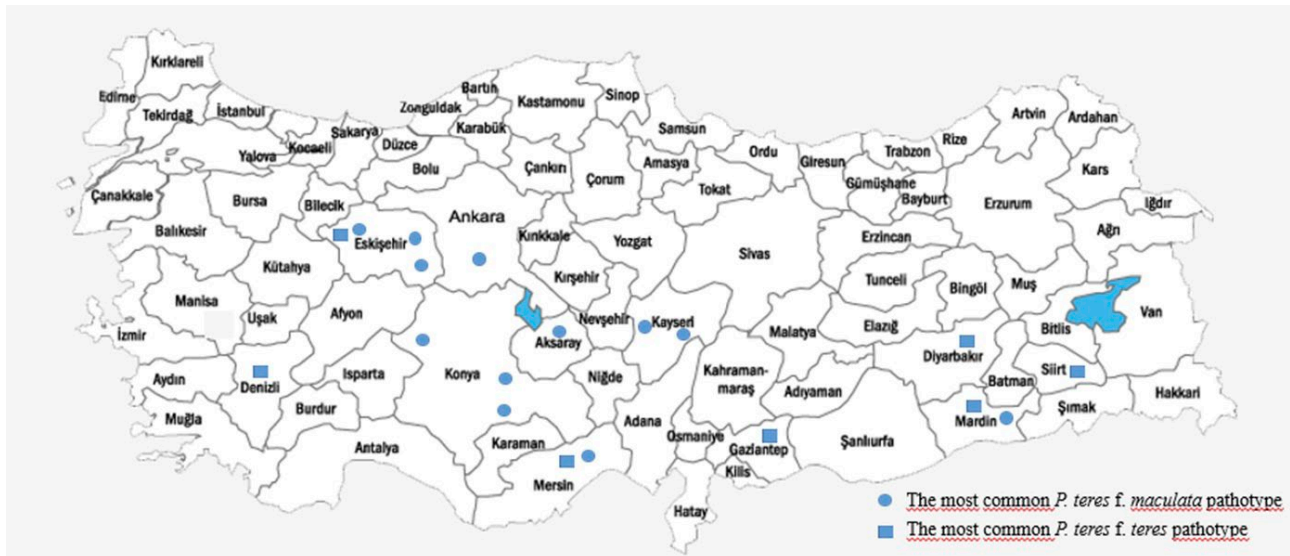 Kırklareli
Edirne
Tekirdağ
İstanbul
Yalova
Kocaeli
Sakarya
Düzce
Zonguldak
Bartın
Karabük
Kastamonu
Sinop
Samsun
Ordu
Giresun
Trabzon
Rize
Artvin
Ardahan
Kars
Iğdır
Ağrı
Çanakkale
Balıkesir
Bursa
Bilecik
Bolu
Çankırı
Çorum
Amasya
Tokat
Gümüşhane
Bayburt
Erzurum
Erzincan
Ankara
Eskişehir
Kütahya
Kırıkkale
Yozgat
Sivas
Tunceli
Bingöl
Muş
Van
Bitlis
Manisa
Uşak
Afyon
Kırşehir
Nevşehir
Kayseri
Malatya
Elazığ
Diyarbakır
Batman
Siirt
Hakkari
Şırnak
Mardin
İzmir
Aydın
Denizli
Isparta
Konya
Aksaray
Niğde
Kahraman-
maraş
Adıyaman
Şanlıurfa
Muğla
Burdur
Antalya
Karaman
Mersin
Adana
Osmaniye
Gaziantep
Kilis
Hatay
The most common P. teres f. maculata pathotype
The most common P. teres f. teres pathotype